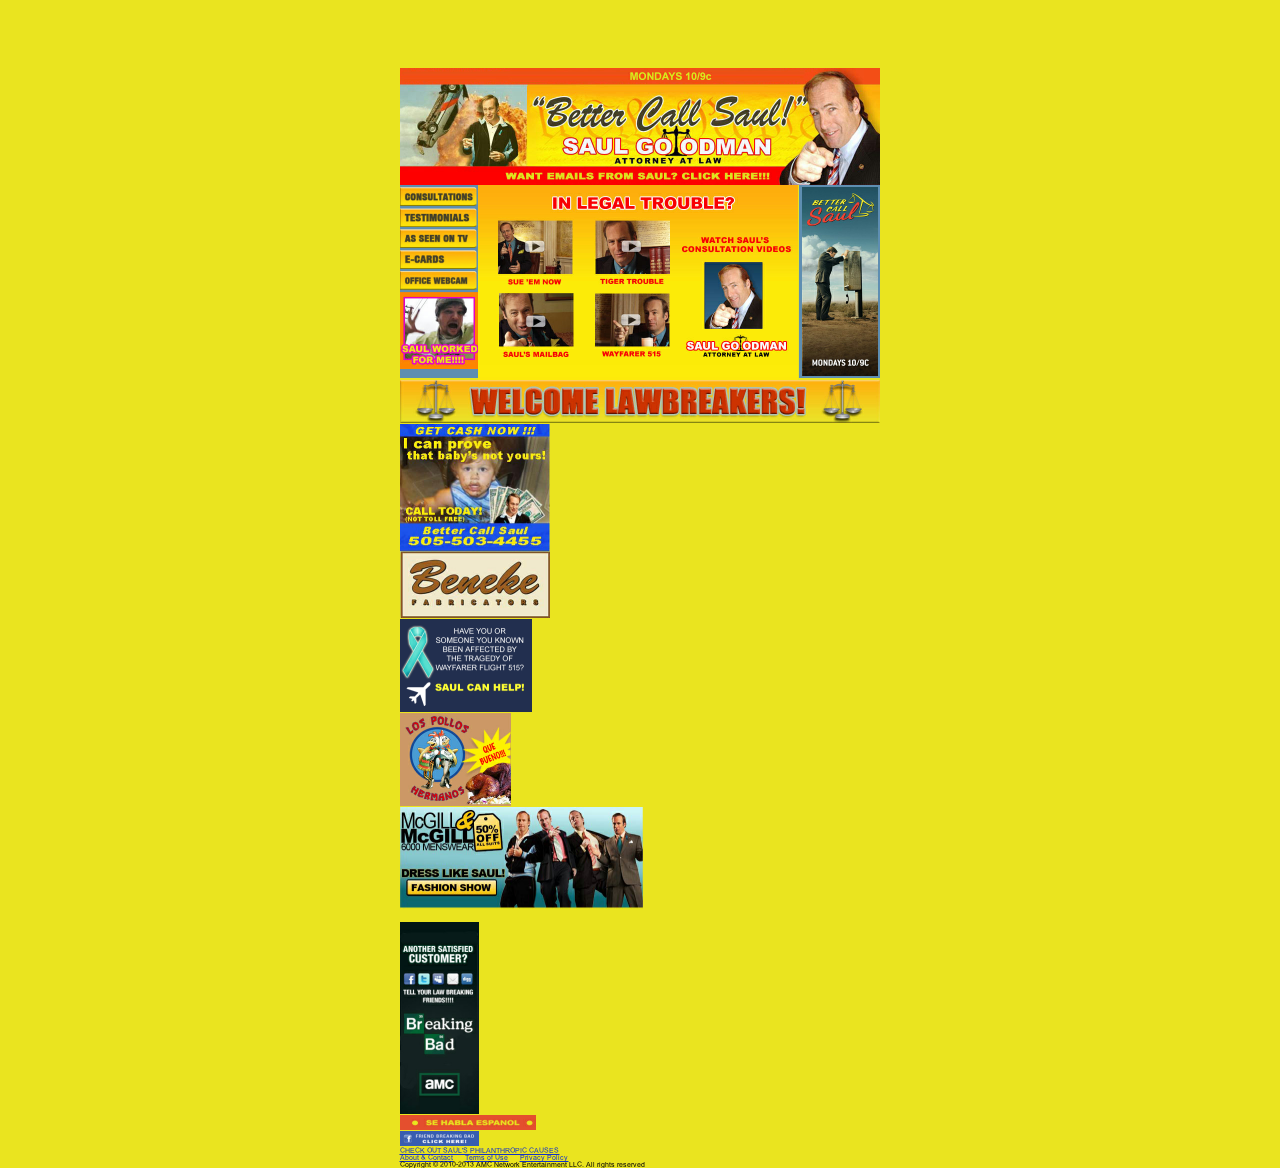 MONDAYS 10/9c
"Better Call Saul!"
SAUL GOODMAN
ATTORNEY AT LAW
WANT EMAILS FROM SAUL? CLICK HERE!!!
CONSULTATIONS
TESTIMONIALS
AS SEEN ON TV
E-CARDS
OFFICE WEBCAM
SAUL WORKED
FOR ME!!!!
IN LEGAL TROUBLE?
SUE 'EM NOW
TIGER TROUBLE
SAUL'S MAILBAG
WAYFARER 515
WATCH SAUL'S
CONSULTATION VIDEOS
SAUL GOODMAN
ATTORNEY AT LAW
BETTER
CALL
Saul
MONDAYS 10/9C
WELCOME LAWBREAKERS!
GET CASH NOW !!!
I can prove
that baby's not yours!
CALL TODAY!
(NOT TOLL FREE)
Better Call Saul
505-503-4455
Beneke
FABRICATORS
HAVE YOU OR
SOMEONE YOU KNOWN
BEEN AFFECTED BY
THE TRAGEDY OF
WAYFARER FLIGHT 515?
SAUL CAN HELP!
LOS POLLOS
HERMANOS
QUE
BUENO!!!
McGILL &
McGILL
6000 MENSWEAR
50%
OFF
ALL SUITS
DRESS LIKE SAUL!
FASHION SHOW
ANOTHER SATISFIED
CUSTOMER?
TELL YOUR LAW BREAKING
FRIENDS!!!!
Breaking
Bad
aMC
SE HABLA ESPANOL
FRIEND BREAKING BAD
CLICK HERE!
CHECK OUT SAUL'S PHILANTHROPIC CAUSES
About & Contact Terms of Use Privacy Policy
Copyright © 2010-2013 AMC Network Entertainment LLC. All rights reserved